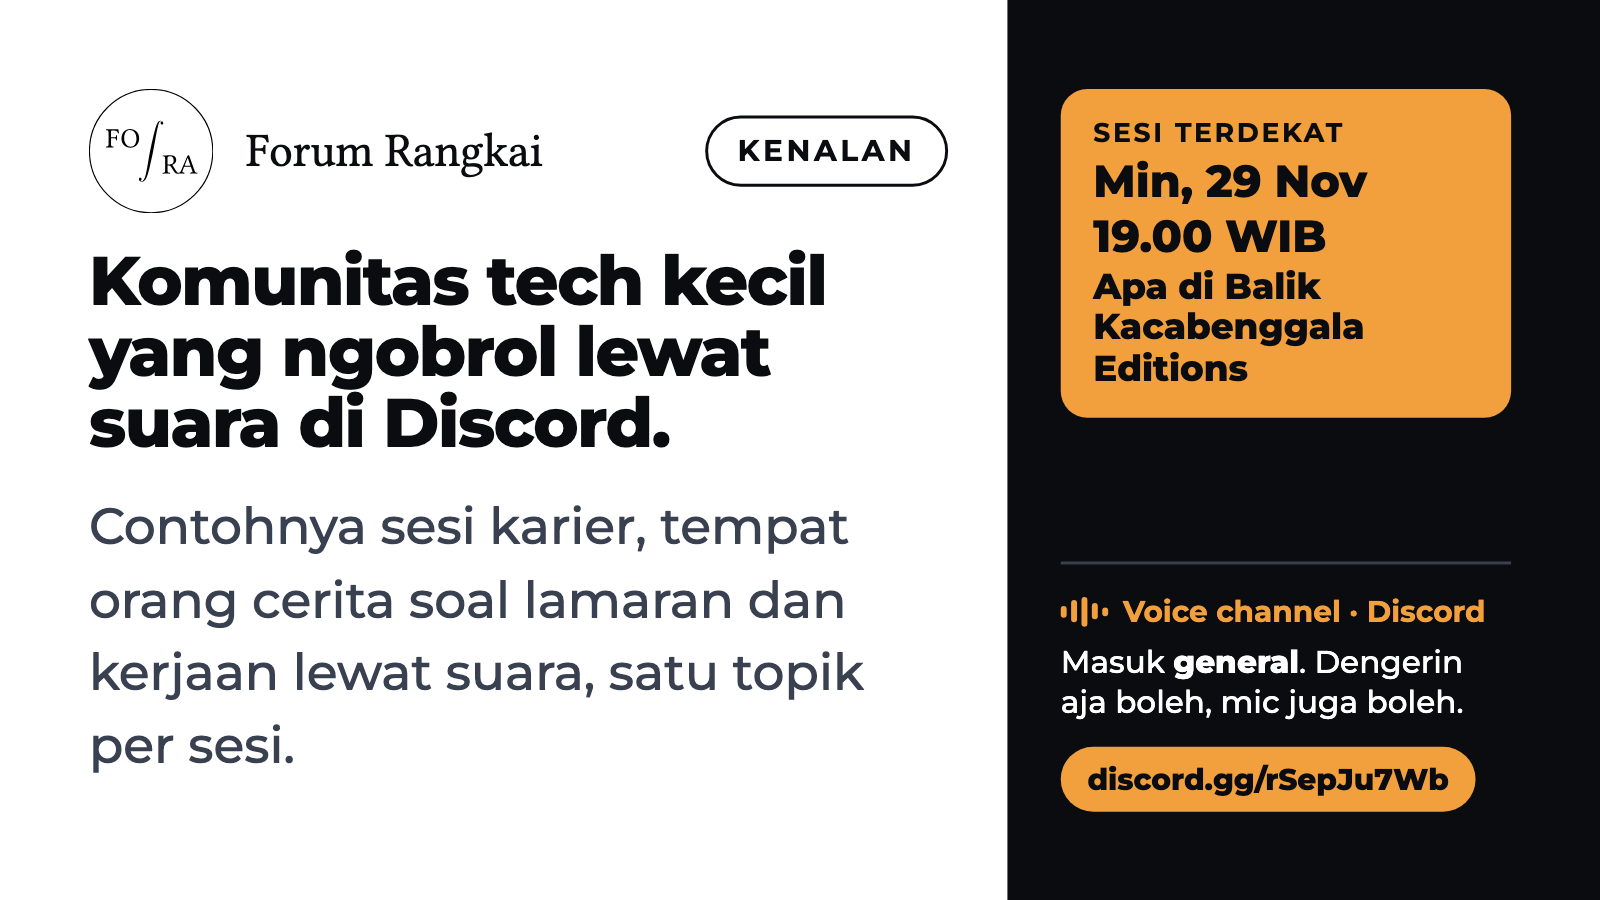 FO
RA
Forum Rangkai
KENALAN
Komunitas tech kecil
yang ngobrol lewat
suara di Discord.
Contohnya sesi karier, tempat
orang cerita soal lamaran dan
kerjaan lewat suara, satu topik
per sesi.
SESI TERDEKAT
Min, 29 Nov
19.00 WIB
Apa di Balik
Kacabenggala
Editions
Voice channel · Discord
Masuk general. Dengerin
aja boleh, mic juga boleh.
discord.gg/rSepJu7Wb